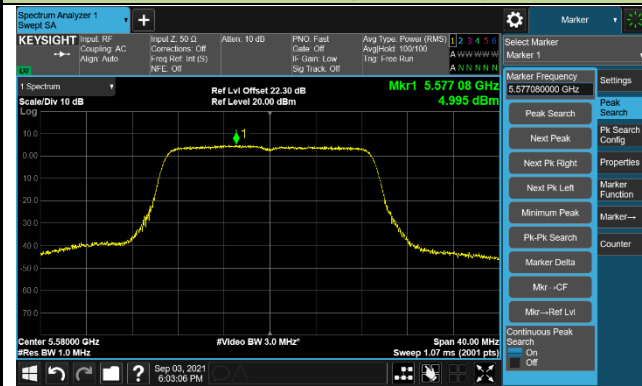 Spectrum Analyzer 1
Swept SA
Marker
KEYSIGHT
Input: RF
Coupling: AC
Align: Auto
Input Z: 50 Ω
Corrections: Off
Freq Ref: Int (S)
NFE: Off
Atten: 10 dB
PNO: Fast
Gate: Off
IF Gain: Low
Sig Track: Off
Avg Type: Power (RMS)
Avg|Hold: 100/100
Trig: Free Run
1 2 3 4 5 6
A W W W W W
A N N N N N
Select Marker
Marker 1
1 Spectrum
Scale/Div 10 dB
Log
Ref Lvl Offset 22.30 dB
Ref Level 20.00 dBm
Mkr1 5.577 08 GHz
4.995 dBm
Marker Frequency
5.577080000 GHz
Peak Search
Next Peak
Next Pk Right
Next Pk Left
Minimum Peak
Pk-Pk Search
Marker Delta
Mkr→CF
Mkr→Ref Lvl
Continuous Peak Search
On
Off
Settings
Peak Search
Pk Search Config
Properties
Marker Function
Marker→
Counter
10.0
0.00
10.0
20.0
30.0
40.0
50.0
60.0
70.0
1
Center 5.58000 GHz
#Res BW 1.0 MHz
#Video BW 3.0 MHz*
Span 40.00 MHz
Sweep 1.07 ms (2001 pts)
Sep 03, 2021
6:03:06 PM